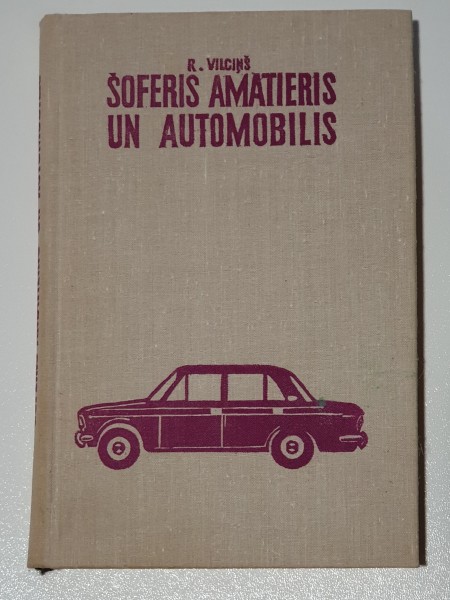 R. VILCIŅŠ
ŠOFERIS AMATIERIS
UN AUTOMOBILIS